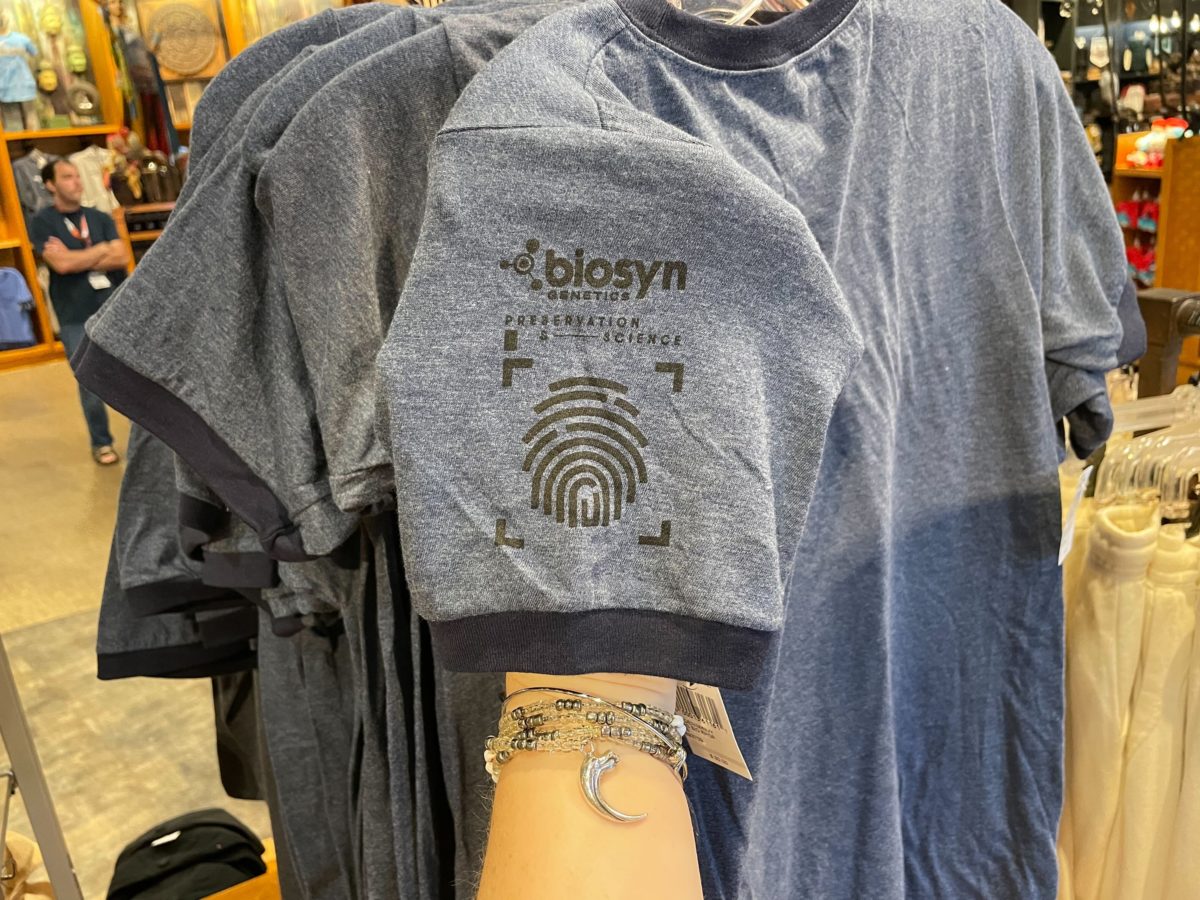 biosyn
GENETICS
PRESERVATION
& SCIENCE